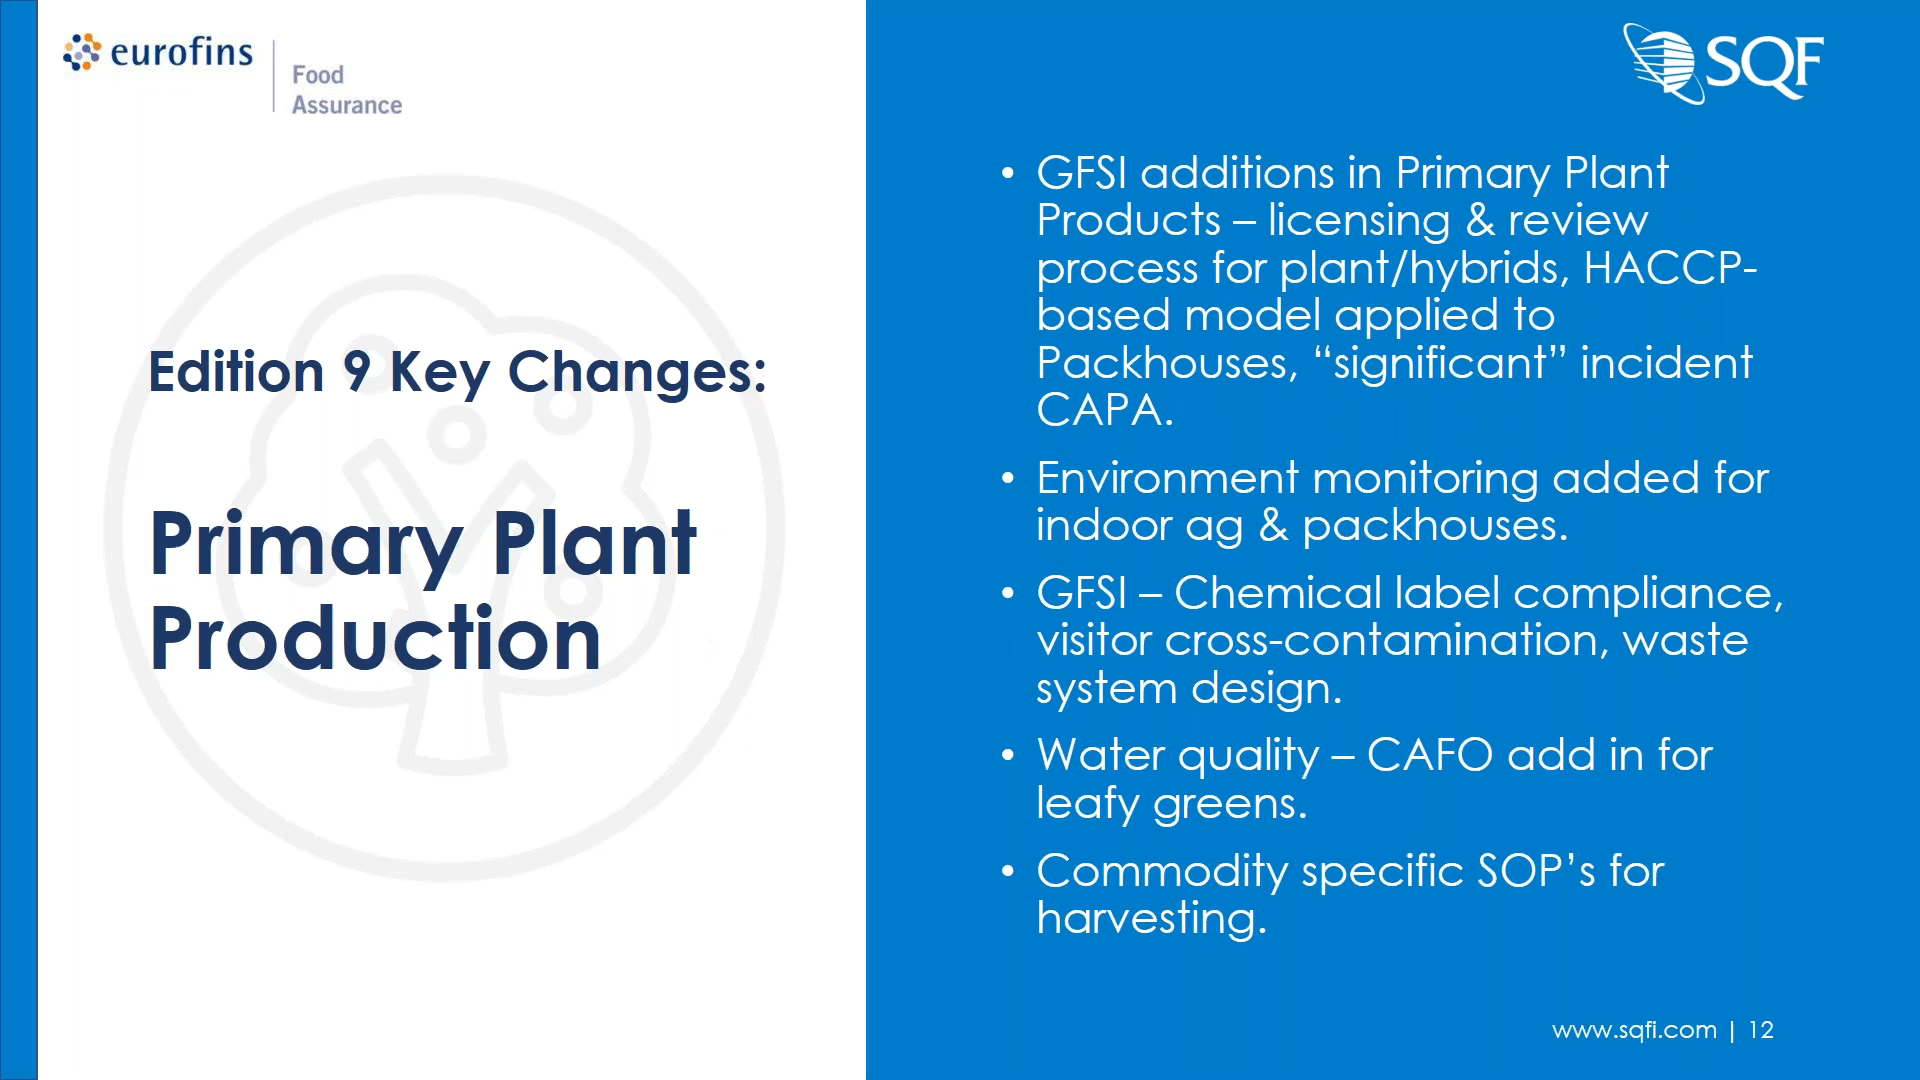 eurofins
Food
Assurance
SQF
Edition 9 Key Changes:
Primary Plant
Production
• GFSI additions in Primary Plant
Products – licensing & review
process for plant/hybrids, HACCP-
based model applied to
Packhouses, “significant” incident
CAPA.
• Environment monitoring added for
indoor ag & packhouses.
• GFSI – Chemical label compliance,
visitor cross-contamination, waste
system design.
• Water quality – CAFO add in for
leafy greens.
• Commodity specific SOP’s for
harvesting.
www.sqfi.com | 12